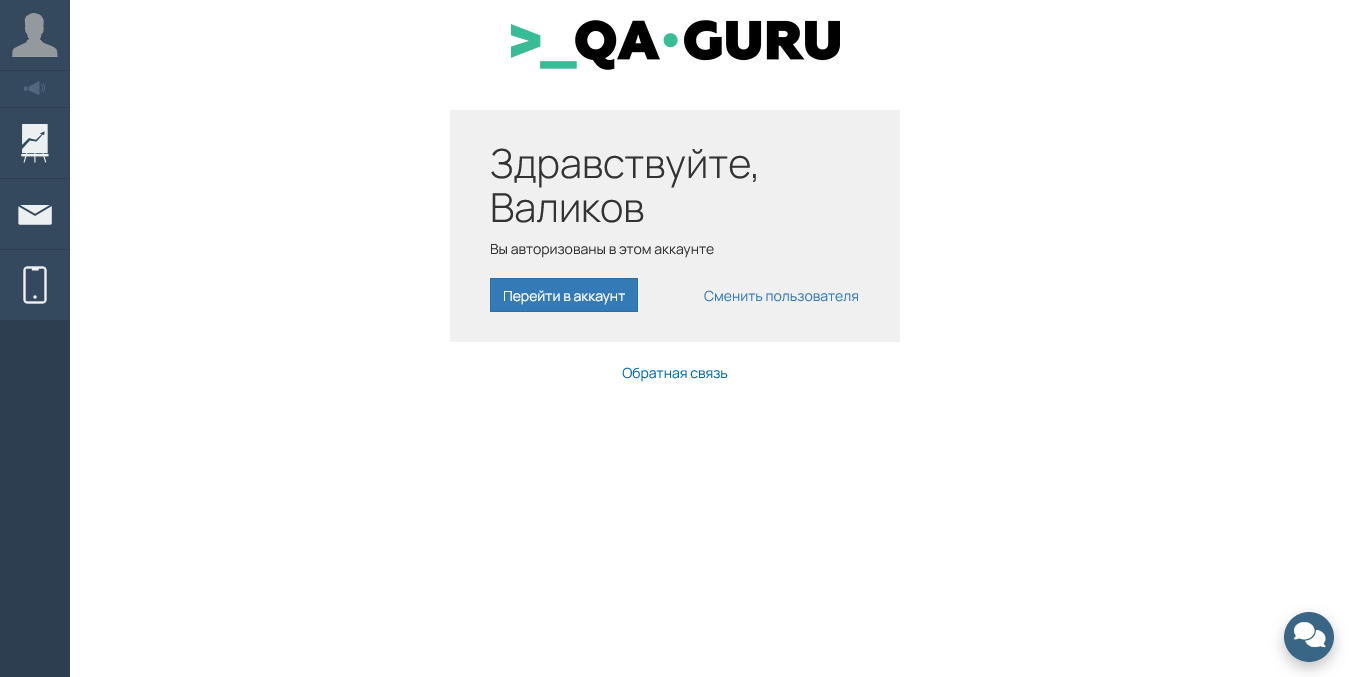 >_QA·GURU
Здравствуйте,
Валиков
Вы авторизованы в этом аккаунте
Перейти в аккаунт
Сменить пользователя
Обратная связь